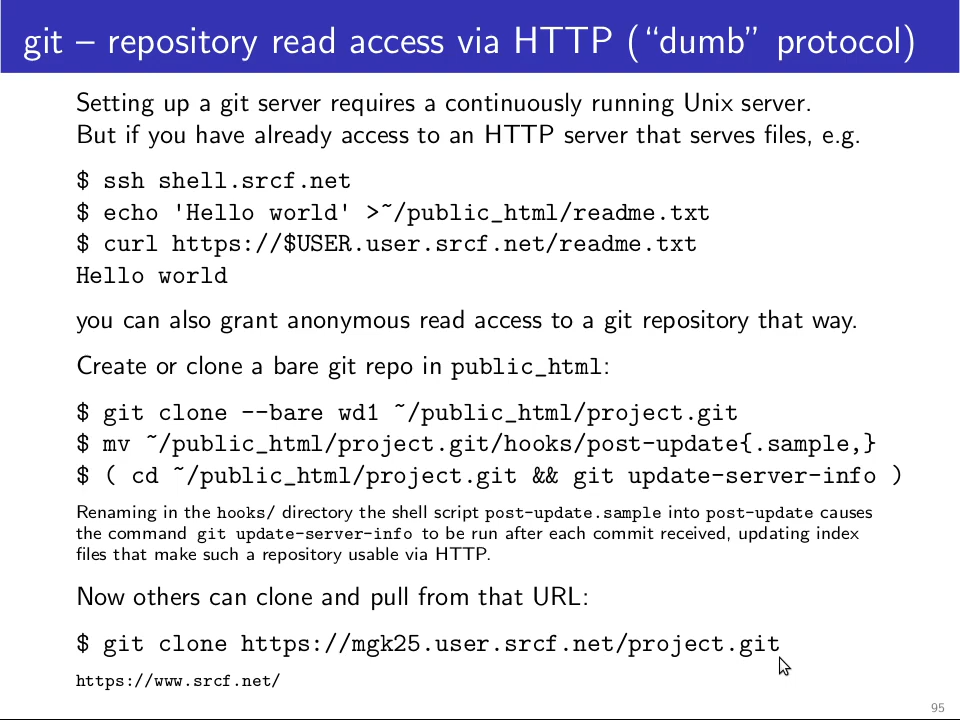 git – repository read access via HTTP (“dumb” protocol)
Setting up a git server requires a continuously running Unix server.
But if you have already access to an HTTP server that serves files, e.g.
$ ssh shell.srcf.net
$ echo 'Hello world' >~/public_html/readme.txt
$ curl https://$USER.user.srcf.net/readme.txt
Hello world
you can also grant anonymous read access to a git repository that way.
Create or clone a bare git repo in public_html:
$ git clone --bare wd1 ~/public_html/project.git
$ mv ~/public_html/project.git/hooks/post-update{.sample,}
$ ( cd ~/public_html/project.git && git update-server-info )
Renaming in the hooks/ directory the shell script post-update.sample into post-update causes
the command git update-server-info to be run after each commit received, updating index
files that make such a repository usable via HTTP.
Now others can clone and pull from that URL:
$ git clone https://mgk25.user.srcf.net/project.git
https://www.srcf.net/
95